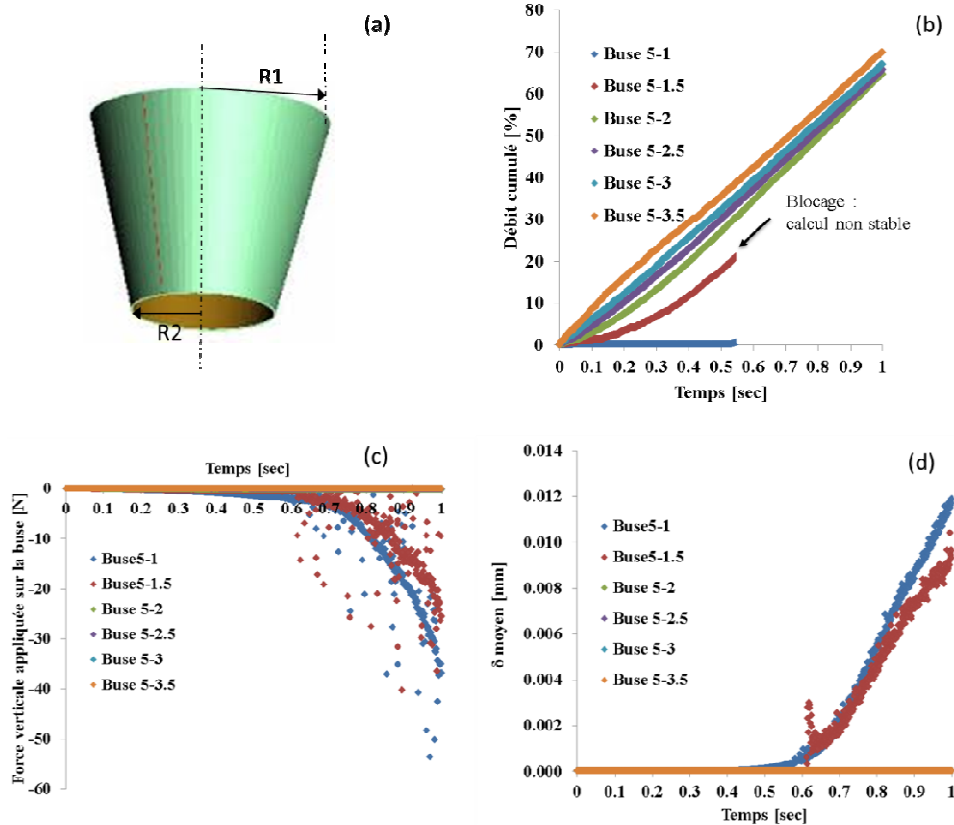 (a)
R1
R2
(b)
Débit cumulé [%]
80
70
60
50
40
30
20
10
0
Buse 5-1
Buse 5-1.5
Buse 5-2
Buse 5-2.5
Buse 5-3
Buse 5-3.5
Blocage :
calcul non stable
0 0.1 0.2 0.3 0.4 0.5 0.6 0.7 0.8 0.9 1
Temps [sec]
(c)
Temps [sec]
0 0.1 0.2 0.3 0.4 0.5 0.6 0.7 0.8 0.9 1
Force verticale appliquée sur la buse [N]
0
-10
-20
-30
-40
-50
-60
Buse5-1
Buse5-1.5
Buse 5-2
Buse 5-2.5
Buse 5-3
Buse 5-3.5
(d)
δ moyen [mm]
0.014
0.012
0.010
0.008
0.006
0.004
0.002
0.000
Buse5-1
Buse5-1.5
Buse 5-2
Buse 5-2.5
Buse 5-3
Buse 5-3.5
0 0.1 0.2 0.3 0.4 0.5 0.6 0.7 0.8 0.9 1
Temps [sec]